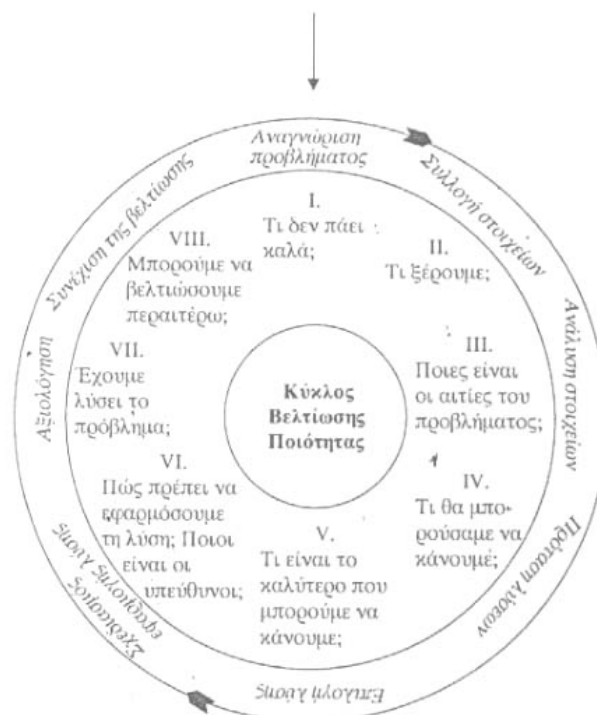 Αναγνώριση
προβλήματος
Συλλογή στοιχείων
Ανάλυση στοιχείων
Πρόταση λύσεων
Επιλογή λύσης
Σχεδιασμός
εφαρμογής λύσης
Αξιολόγηση
Συνέχιση της βελτίωσης
I.
Τι δεν πάει
καλά;
II.
Τι ξέρουμε;
III.
Ποιες είναι
οι αιτίες του
προβλήματος;
IV.
Τι θα μπο-
ρούσαμε να
κάνουμέ;
V.
Τι είναι το
καλύτερο που
μπορούμε να
κάνουμε;
VI.
Πώς πρέπει να
εφαρμόσουμε
τη λύση; Ποιοι
είναι οι
υπεύθυνοι;
VII.
Έχουμε
λύσει το
πρόβλημα;
VIII.
Μπορούμε να
βελτιώσουμε
περαιτέρω;
Κύκλος
Βελτίωσης
Ποιότητας